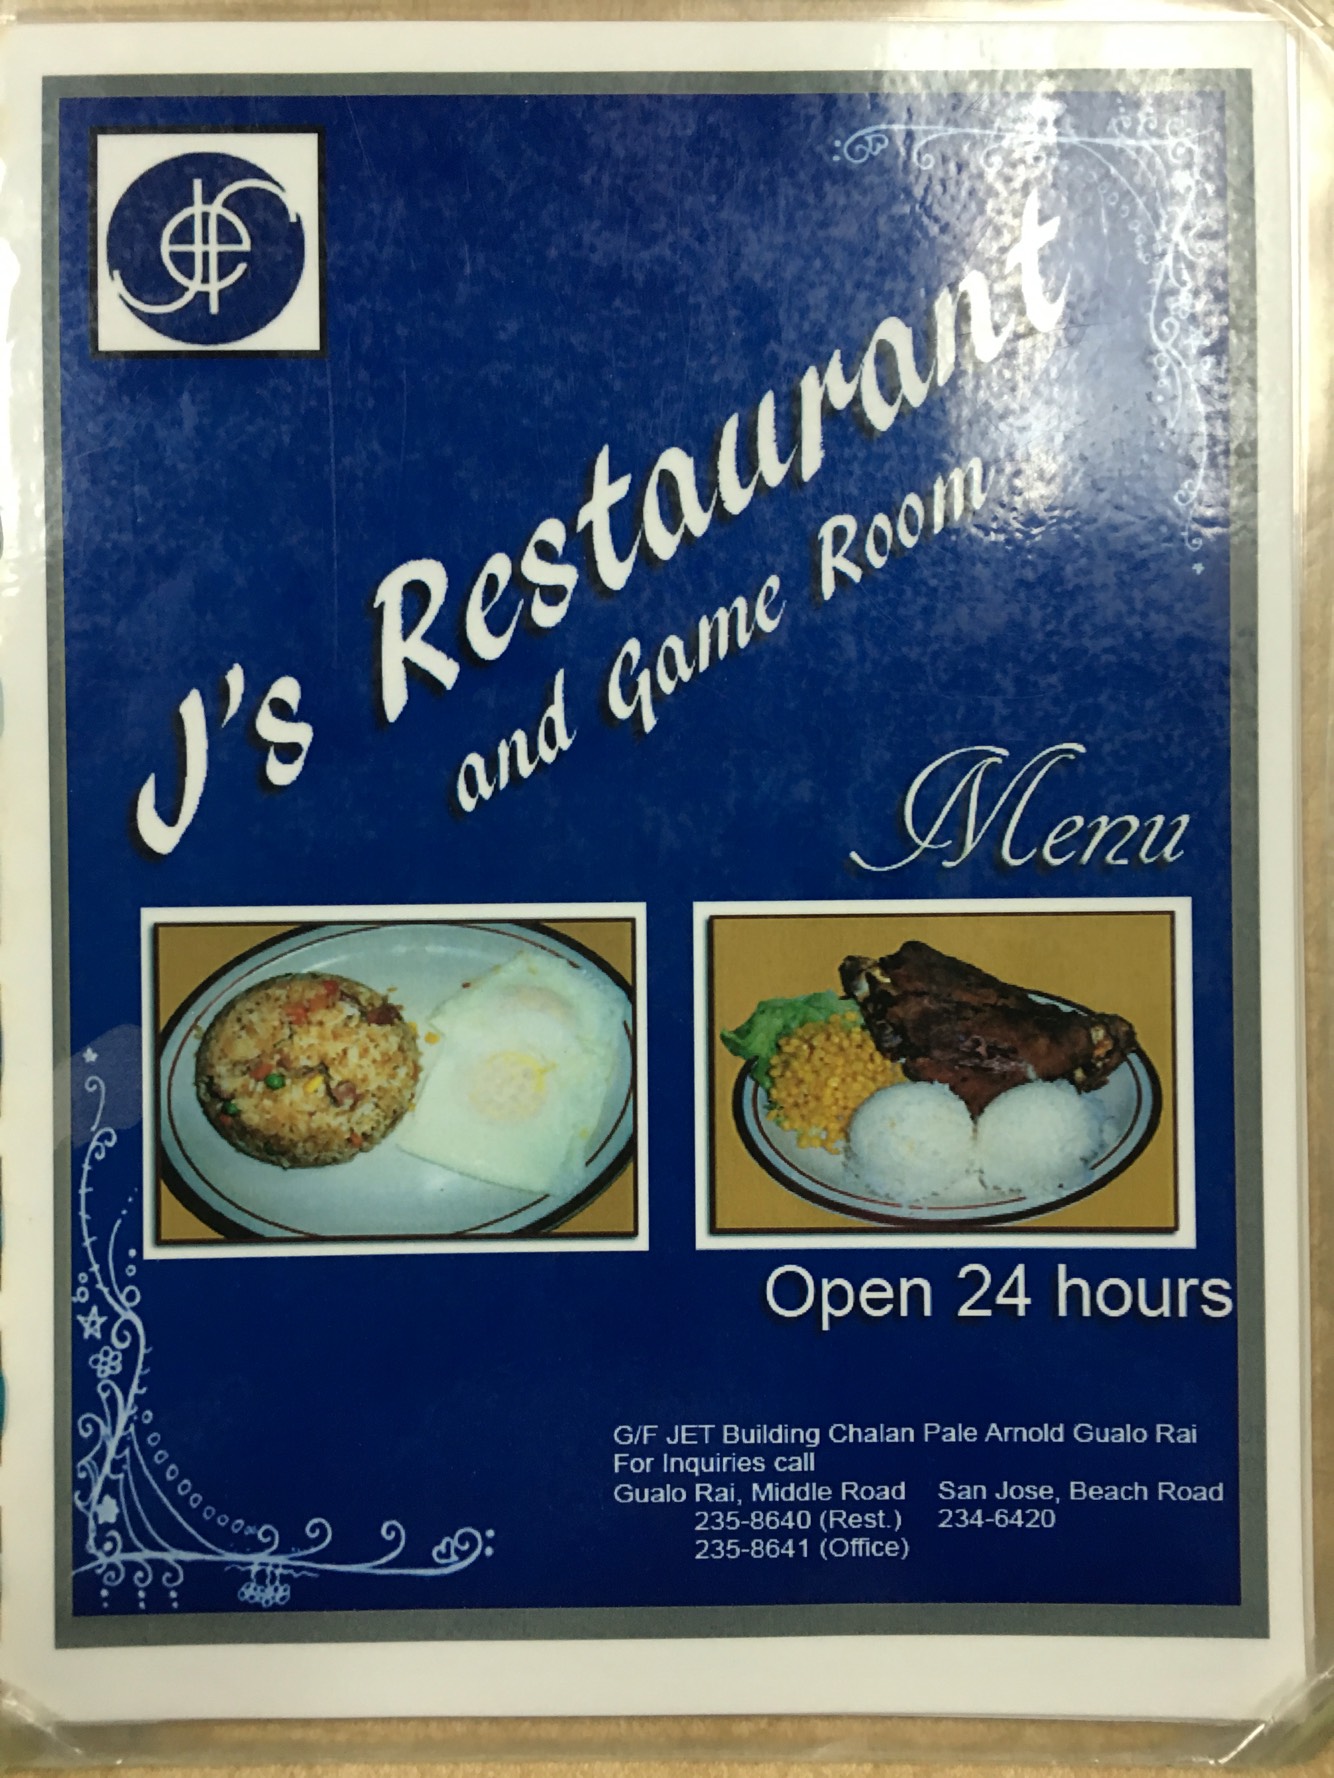 J's Restaurant
and Game Room
Menu
Open 24 hours
G/F JET Building Chalan Pale Arnold Gualo Rai
For Inquiries call
Gualo Rai, Middle Road San Jose, Beach Road
235-8640 (Rest.) 234-6420
235-8641 (Office)